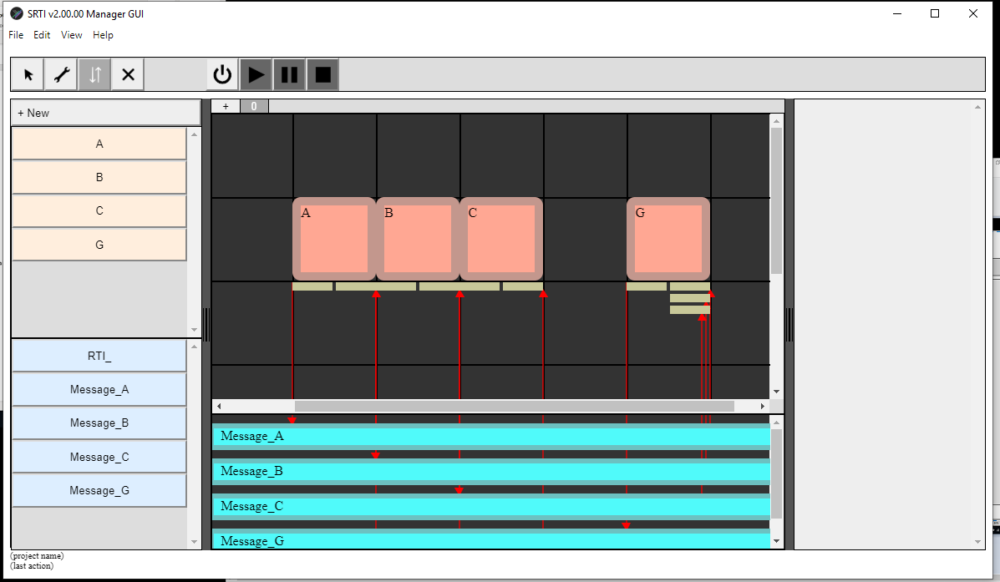 SRTI v2.00.00 Manager GUI
File Edit View Help
+ New
A
B
C
G
RTI_
Message_A
Message_B
Message_C
Message_G
+ 0
A B C G
Message_A
Message_B
Message_C
Message_G
(project name)
(last action)